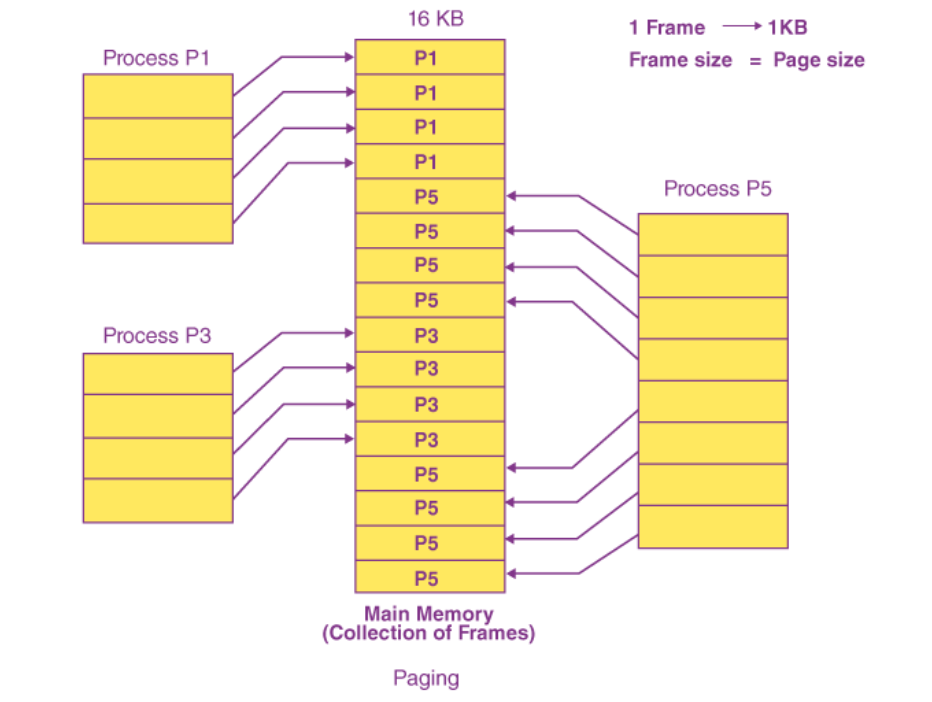 16 KB
1 Frame → 1KB
Frame size = Page size
Process P1
P1
P1
P1
P1
P5
P5
P5
P5
P3
P3
P3
P3
P5
P5
P5
P5
Process P5
Process P3
Main Memory
(Collection of Frames)
Paging